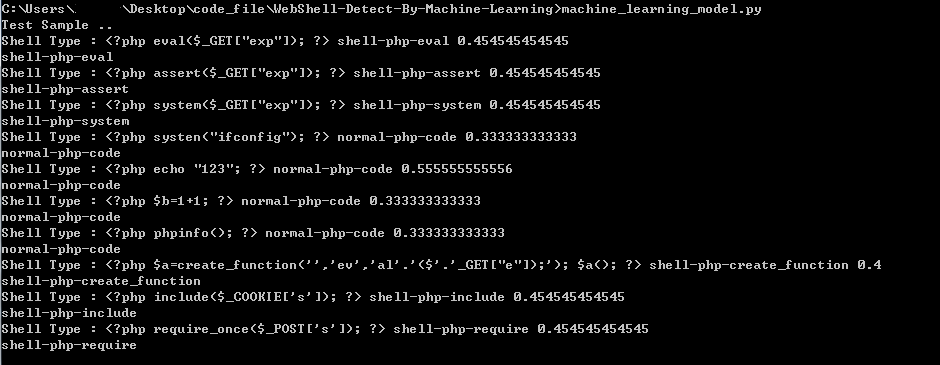 C:\Users\ \Desktop\code_file\WebShell-Detect-By-Machine-Learning>machine_learning_model.py
Test Sample ..
Shell Type : <?php eval($_GET["exp"]); ?> shell-php-eval 0.454545454545
shell-php-eval
Shell Type : <?php assert($_GET["exp"]); ?> shell-php-assert 0.454545454545
shell-php-assert
Shell Type : <?php system($_GET["exp"]); ?> shell-php-system 0.454545454545
shell-php-system
Shell Type : <?php systen("ifconfig"); ?> normal-php-code 0.333333333333
normal-php-code
Shell Type : <?php echo "123"; ?> normal-php-code 0.555555555556
normal-php-code
Shell Type : <?php $b=1+1; ?> normal-php-code 0.333333333333
normal-php-code
Shell Type : <?php phpinfo(); ?> normal-php-code 0.333333333333
normal-php-code
Shell Type : <?php $a=create_function('','ev','al'.'($'.'_GET["e"]);'); $a(); ?> shell-php-create_function 0.4
shell-php-create_function
Shell Type : <?php include($_COOKIE['s']); ?> shell-php-include 0.454545454545
shell-php-include
Shell Type : <?php require_once($_POST['s']); ?> shell-php-require 0.454545454545
shell-php-require